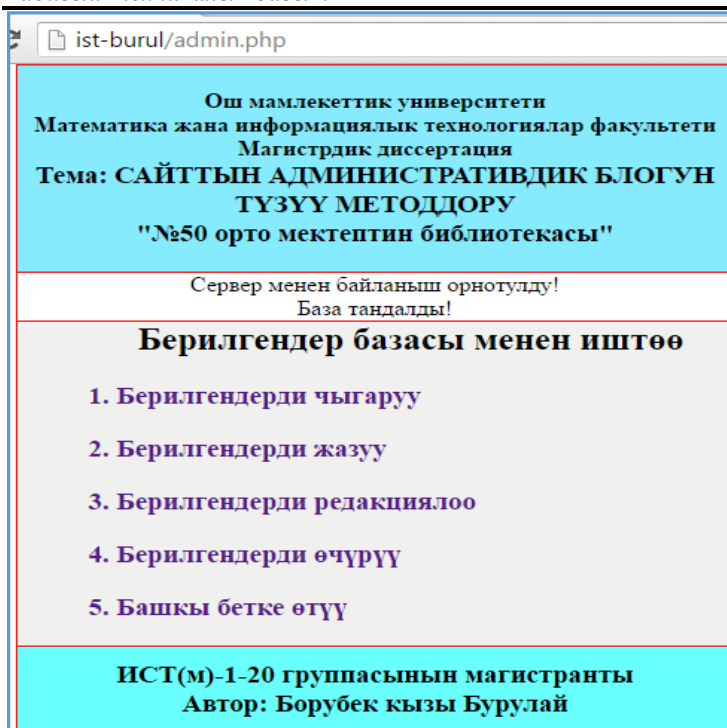 ist-burul/admin.php
Ош мамлекеттик университети
Математика жана информациялык технологиялар факультети
Магистрдик диссертация
Тема: САЙТТЫН АДМИНИСТРАТИВДИК БЛОГУН
ТҮЗҮҮ МЕТОДДОРУ
"№50 орто мектептин библиотекасы"
Сервер менен байланыш орнотулду!
База тандалды!
Берилгендер базасы менен иштөө
1. Берилгендерди чыгаруу
2. Берилгендерди жазуу
3. Берилгендерди редакциялоо
4. Берилгендерди өчүрүү
5. Башкы бетке өтүү
ИСТ(м)-1-20 группасынын магистранты
Автор: Борубек кызы Бурулай